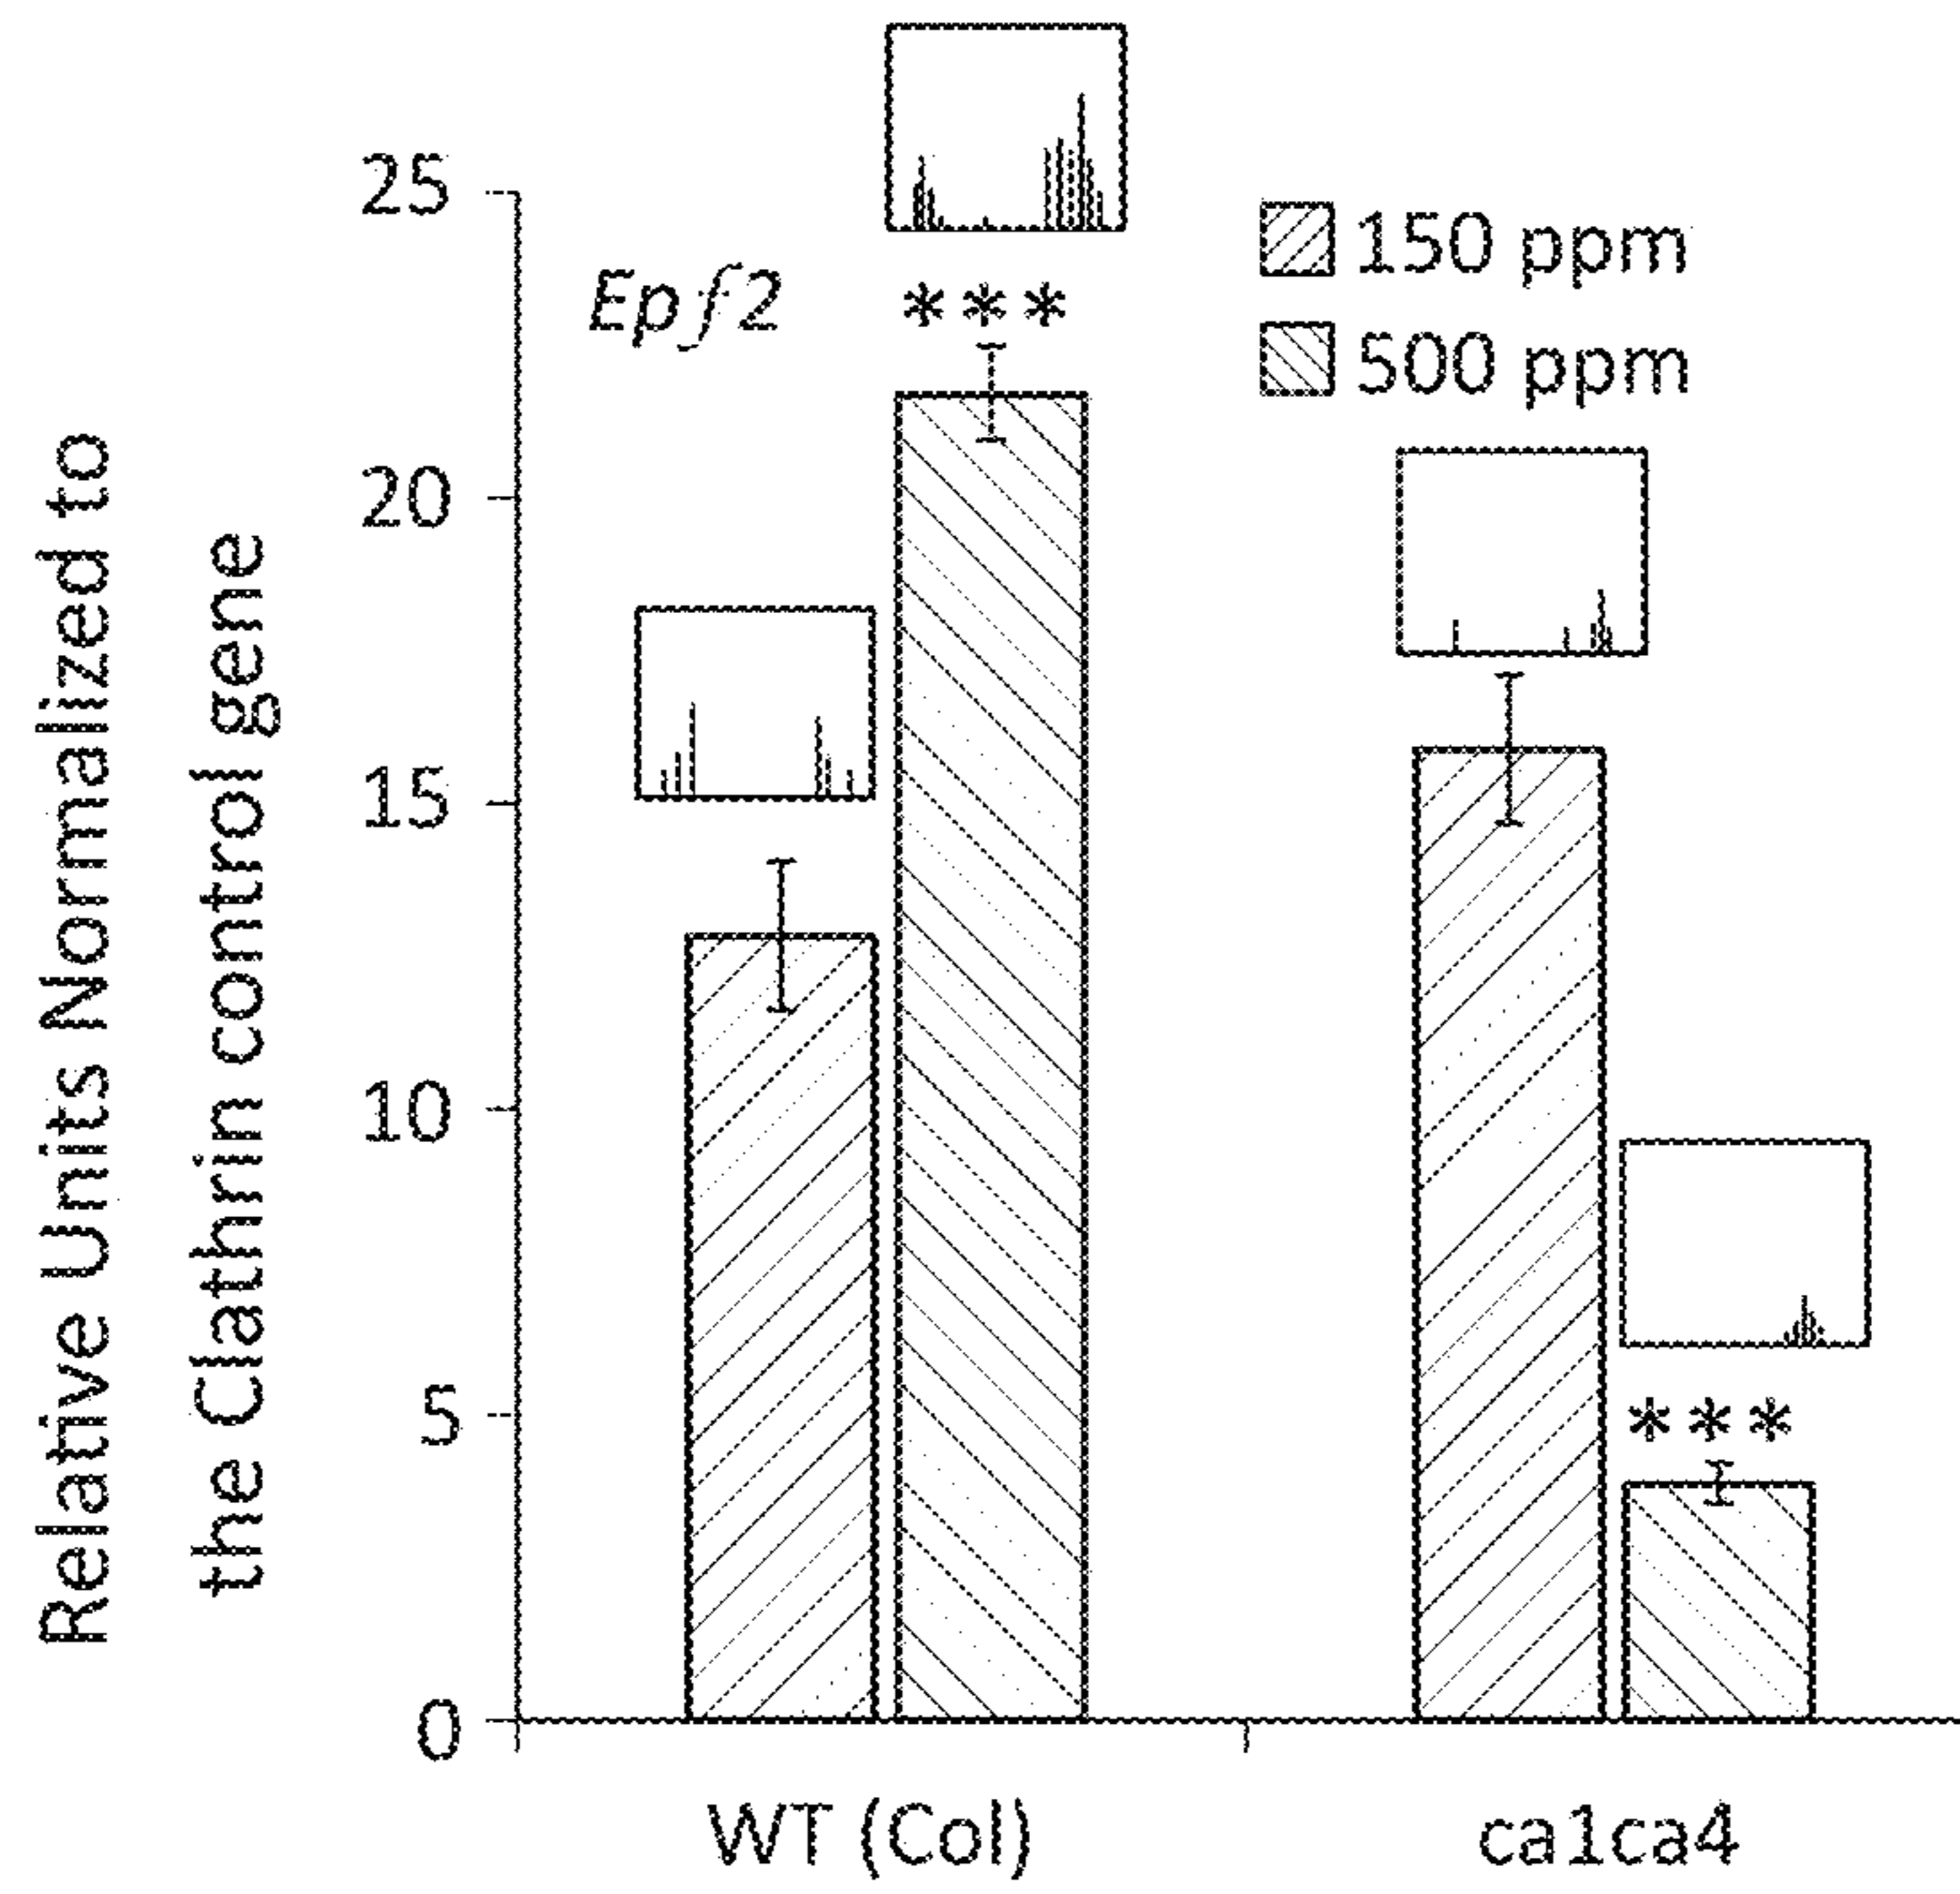 Relative Units Normalized to
the Clathrin control gene
25
20
15
10
5
0
Epf2
***
150 ppm
500 ppm
***
WT (Col)
ca1ca4